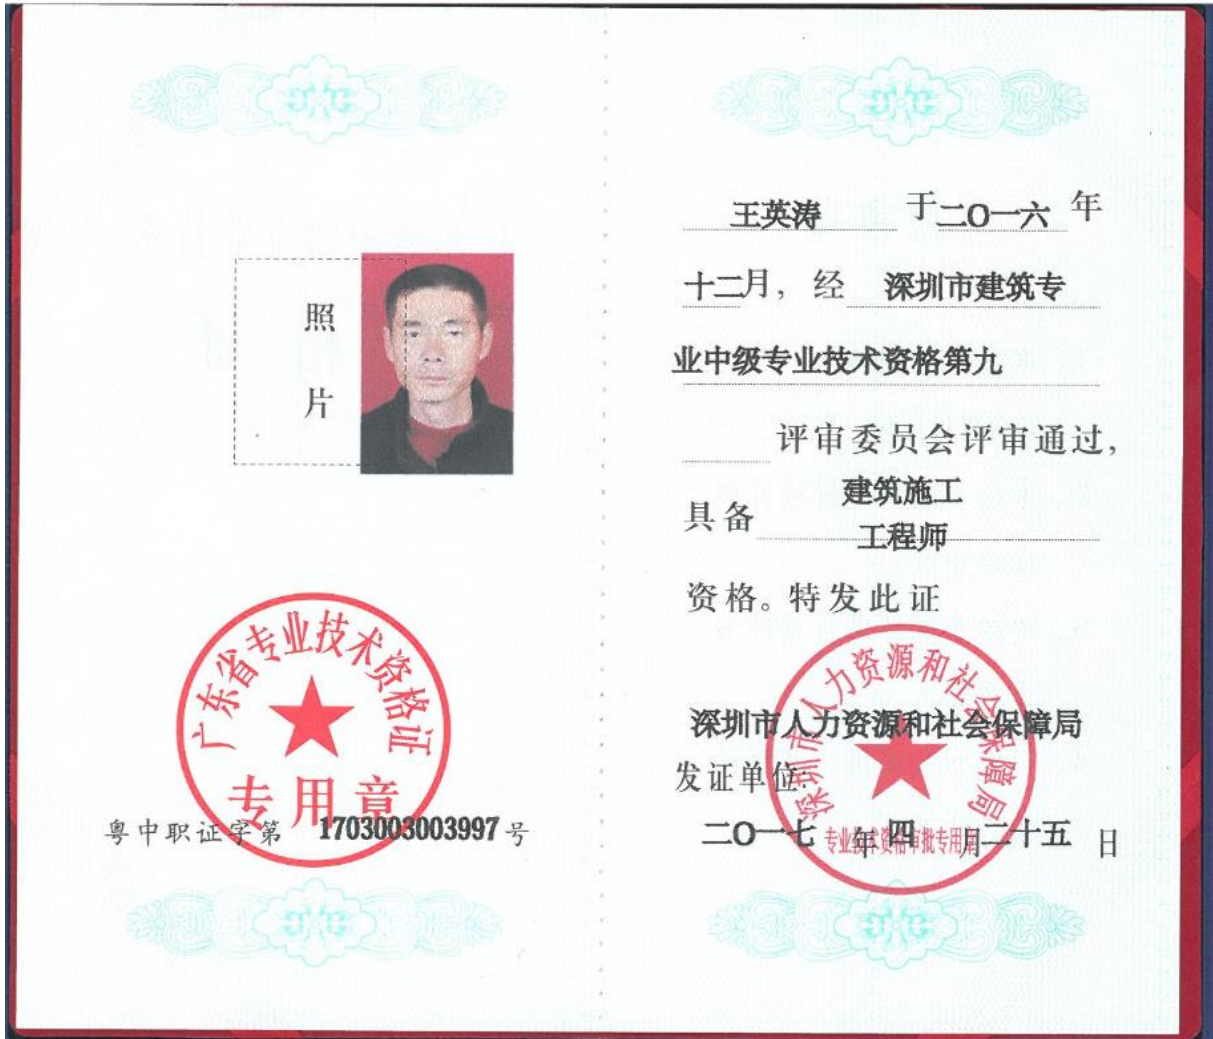 照
片
广东省专业技术资格证
专用章
粤中职证字第 1703003003997 号
王英涛 于二O一六 年
十二月，经 深圳市建筑专
业中级专业技术资格第九
评审委员会评审通过，
建筑施工
具备
工程师
资格。特发此证
深圳市人力资源和社会保障局
深圳市人力资源和社会保障局
发证单位：
专业技术资格审批专用章
二O一七 年 四 月二十五 日